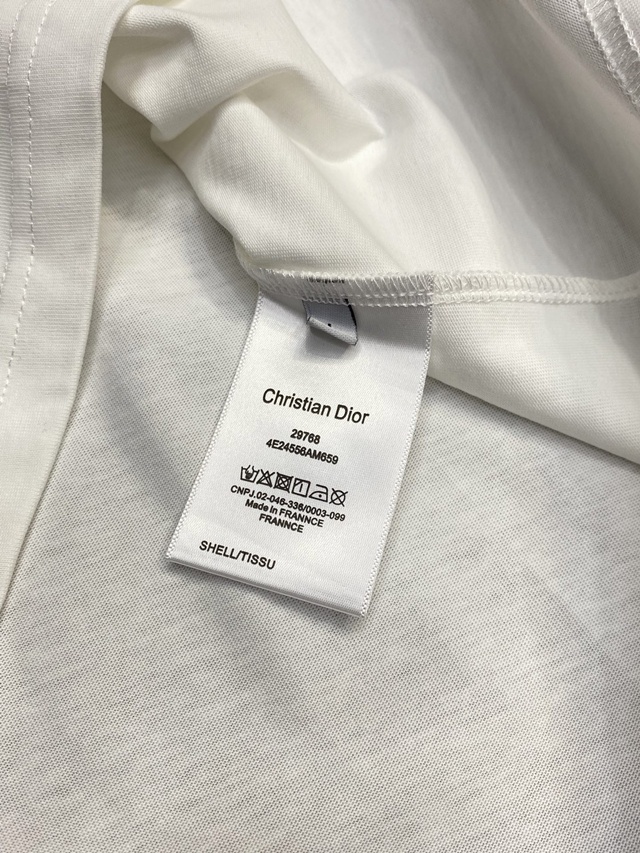 Christian Dior
29768
4E24556AM659
CNPJ.02-046-336/0003-099
Made in FRANNCE
FRANNCE
SHELL/TISSU